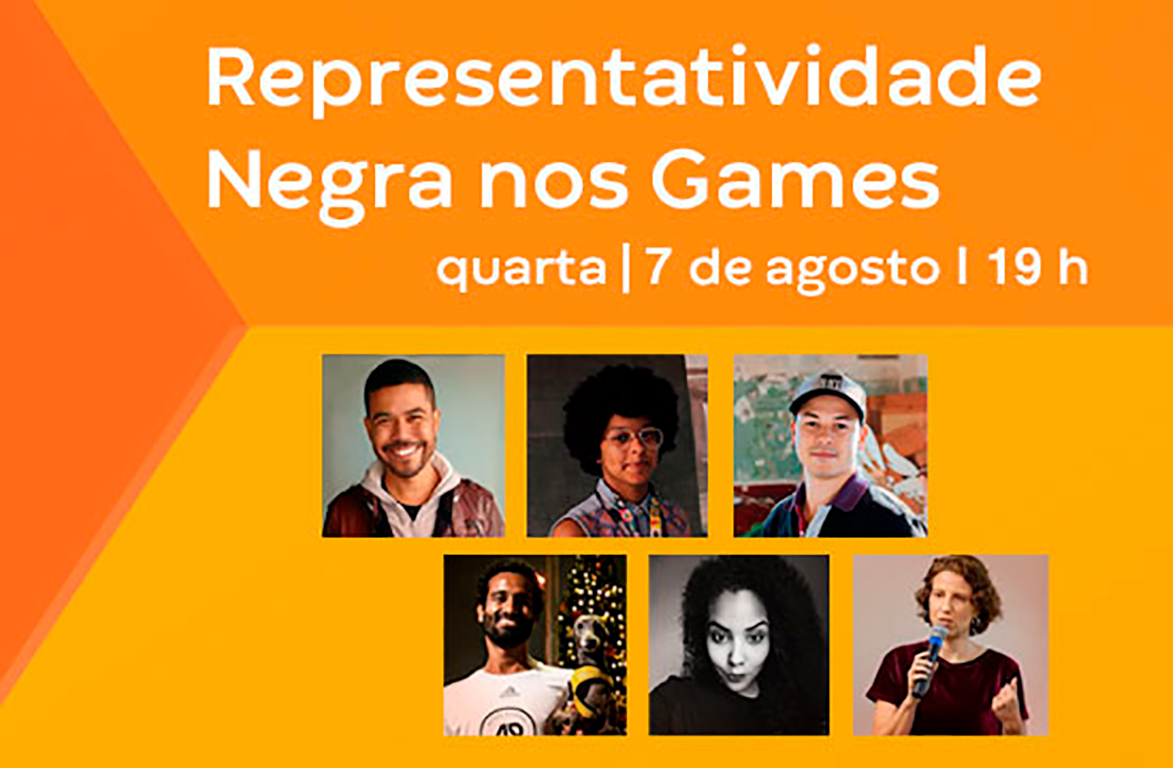 Representatividade
Negra nos Games
quarta | 7 de agosto | 19 h